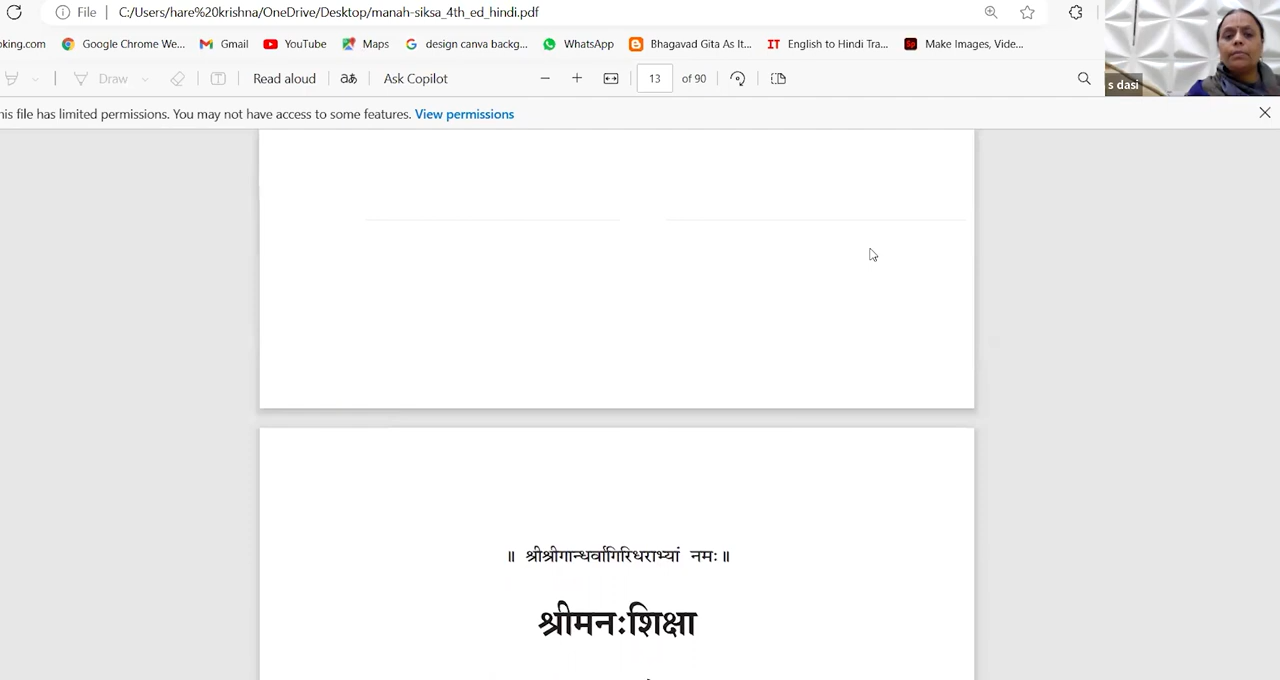 File
C:/Users/hare%20krishna/OneDrive/Desktop/manah-siksa_4th_ed_hindi.pdf
oking.com
Google Chrome We...
Gmail
YouTube
Maps
design canva backg...
WhatsApp
Bhagavad Gita As It...
English to Hindi Tra...
Make Images, Vide...
Draw
Read aloud
Ask Copilot
13 of 90
s dasi
his file has limited permissions. You may not have access to some features. View permissions
॥ श्रीश्रीगान्धर्वागिरिधराभ्यां नमः ॥
श्रीमनःशिक्षा